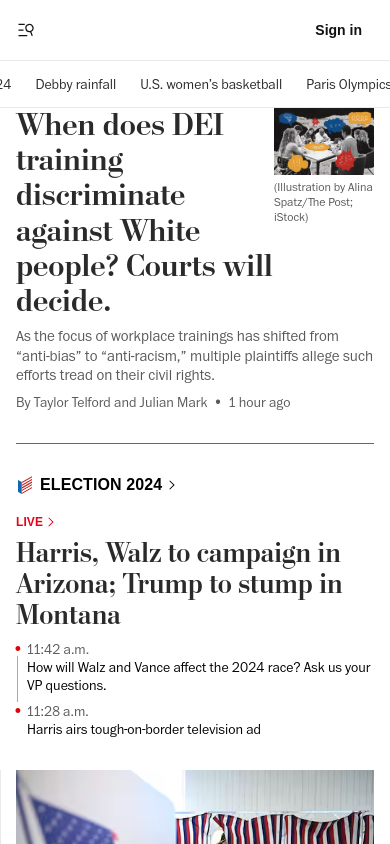 Sign in
24 Debby rainfall U.S. women's basketball Paris Olympics
When does DEI
training
discriminate
against White
people? Courts will
decide.
(Illustration by Alina
Spatz/The Post;
iStock)
As the focus of workplace trainings has shifted from
“anti-bias” to “anti-racism,” multiple plaintiffs allege such
efforts tread on their civil rights.
By Taylor Telford and Julian Mark • 1 hour ago
ELECTION 2024
LIVE
Harris, Walz to campaign in
Arizona; Trump to stump in
Montana
11:42 a.m.
How will Walz and Vance affect the 2024 race? Ask us your
VP questions.
11:28 a.m.
Harris airs tough-on-border television ad